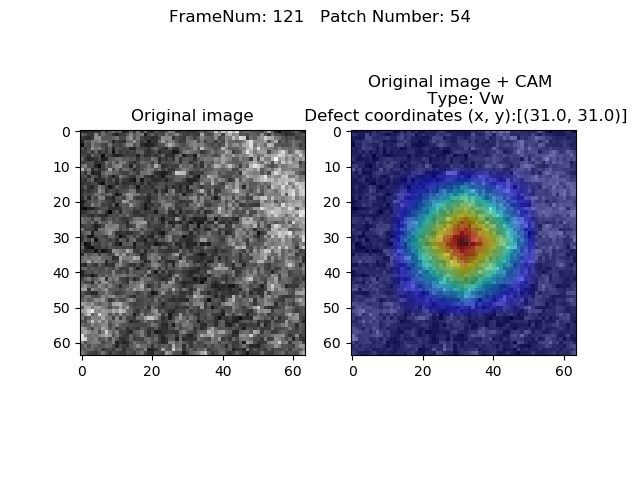 FrameNum: 121   Patch Number: 54
Original image
0
10
20
30
40
50
60
0 20 40 60
Original image + CAM
Type: Vw
Defect coordinates (x, y):[(31.0, 31.0)]
0
10
20
30
40
50
60
0 20 40 60